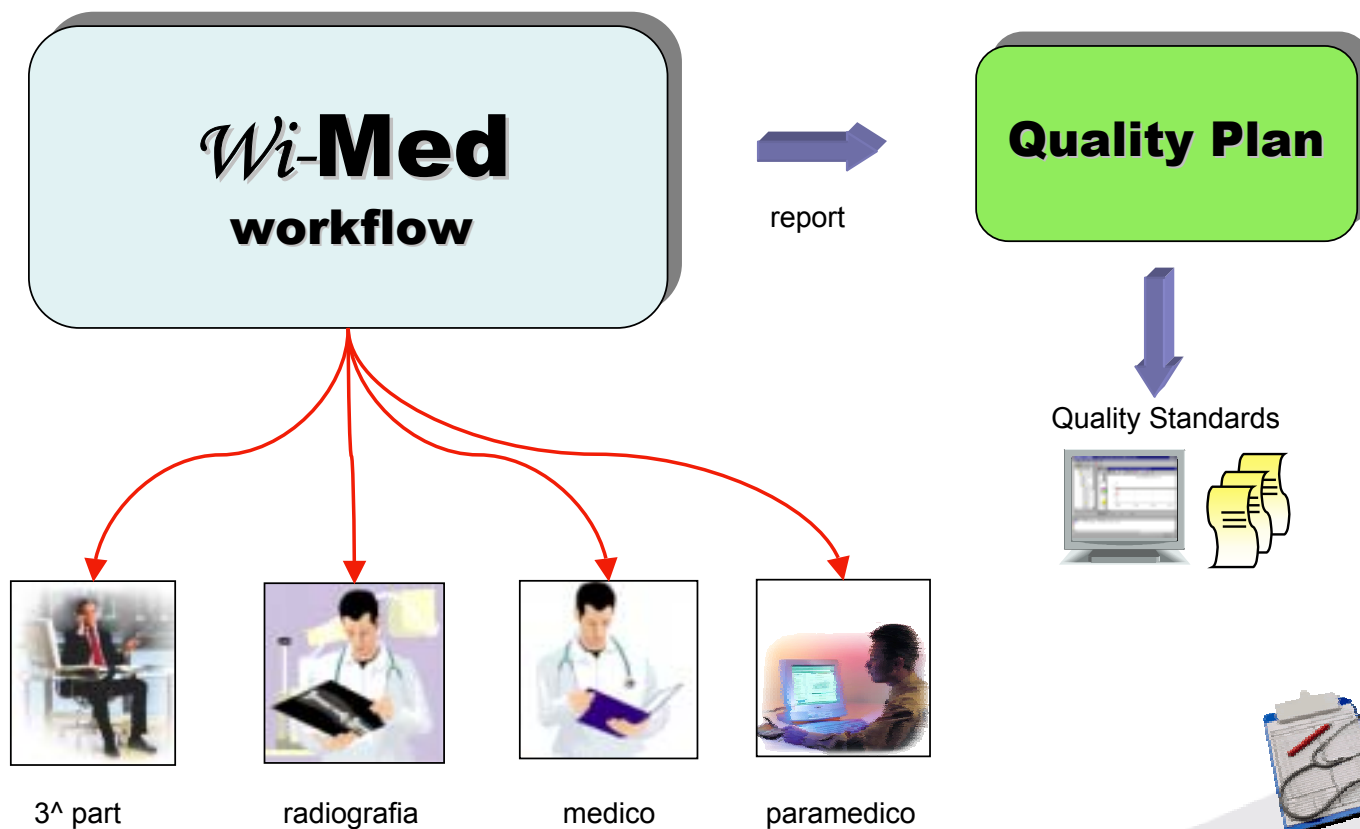 Wi-Med
workflow
report
Quality Plan
Quality Standards
3^ part
radiografia
medico
paramedico